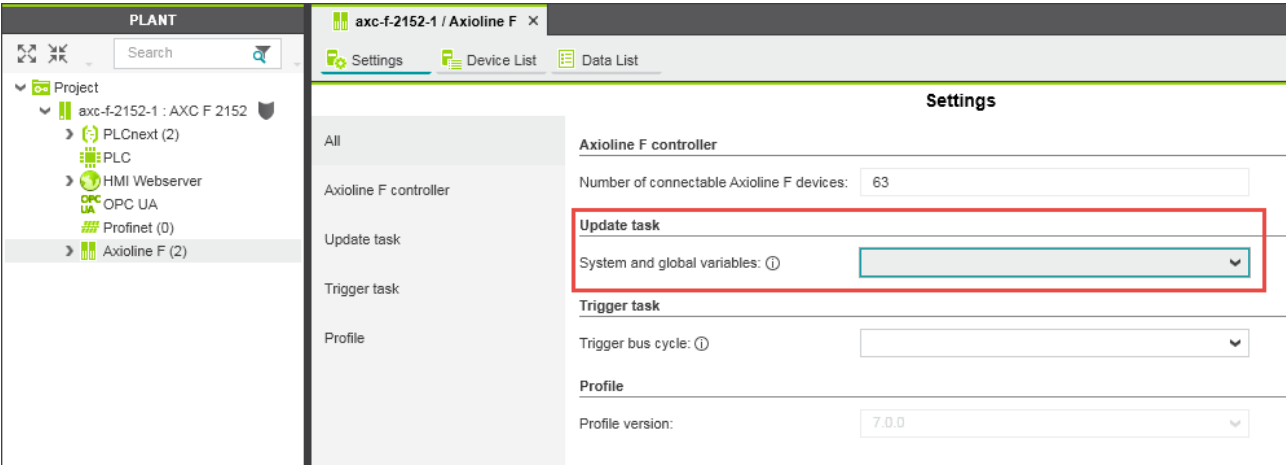 PLANT
Search
Project
axc-f-2152-1 : AXC F 2152
PLCnext (2)
PLC
HMI Webserver
OPC UA OPC UA
Profinet (0)
Axioline F (2)
axc-f-2152-1 / Axioline F ×
Settings Device List Data List
Settings
All
Axioline F controller
Update task
Trigger task
Profile
Axioline F controller
Number of connectable Axioline F devices: 63
Update task
System and global variables:
Trigger task
Trigger bus cycle:
Profile
Profile version: 7.0.0